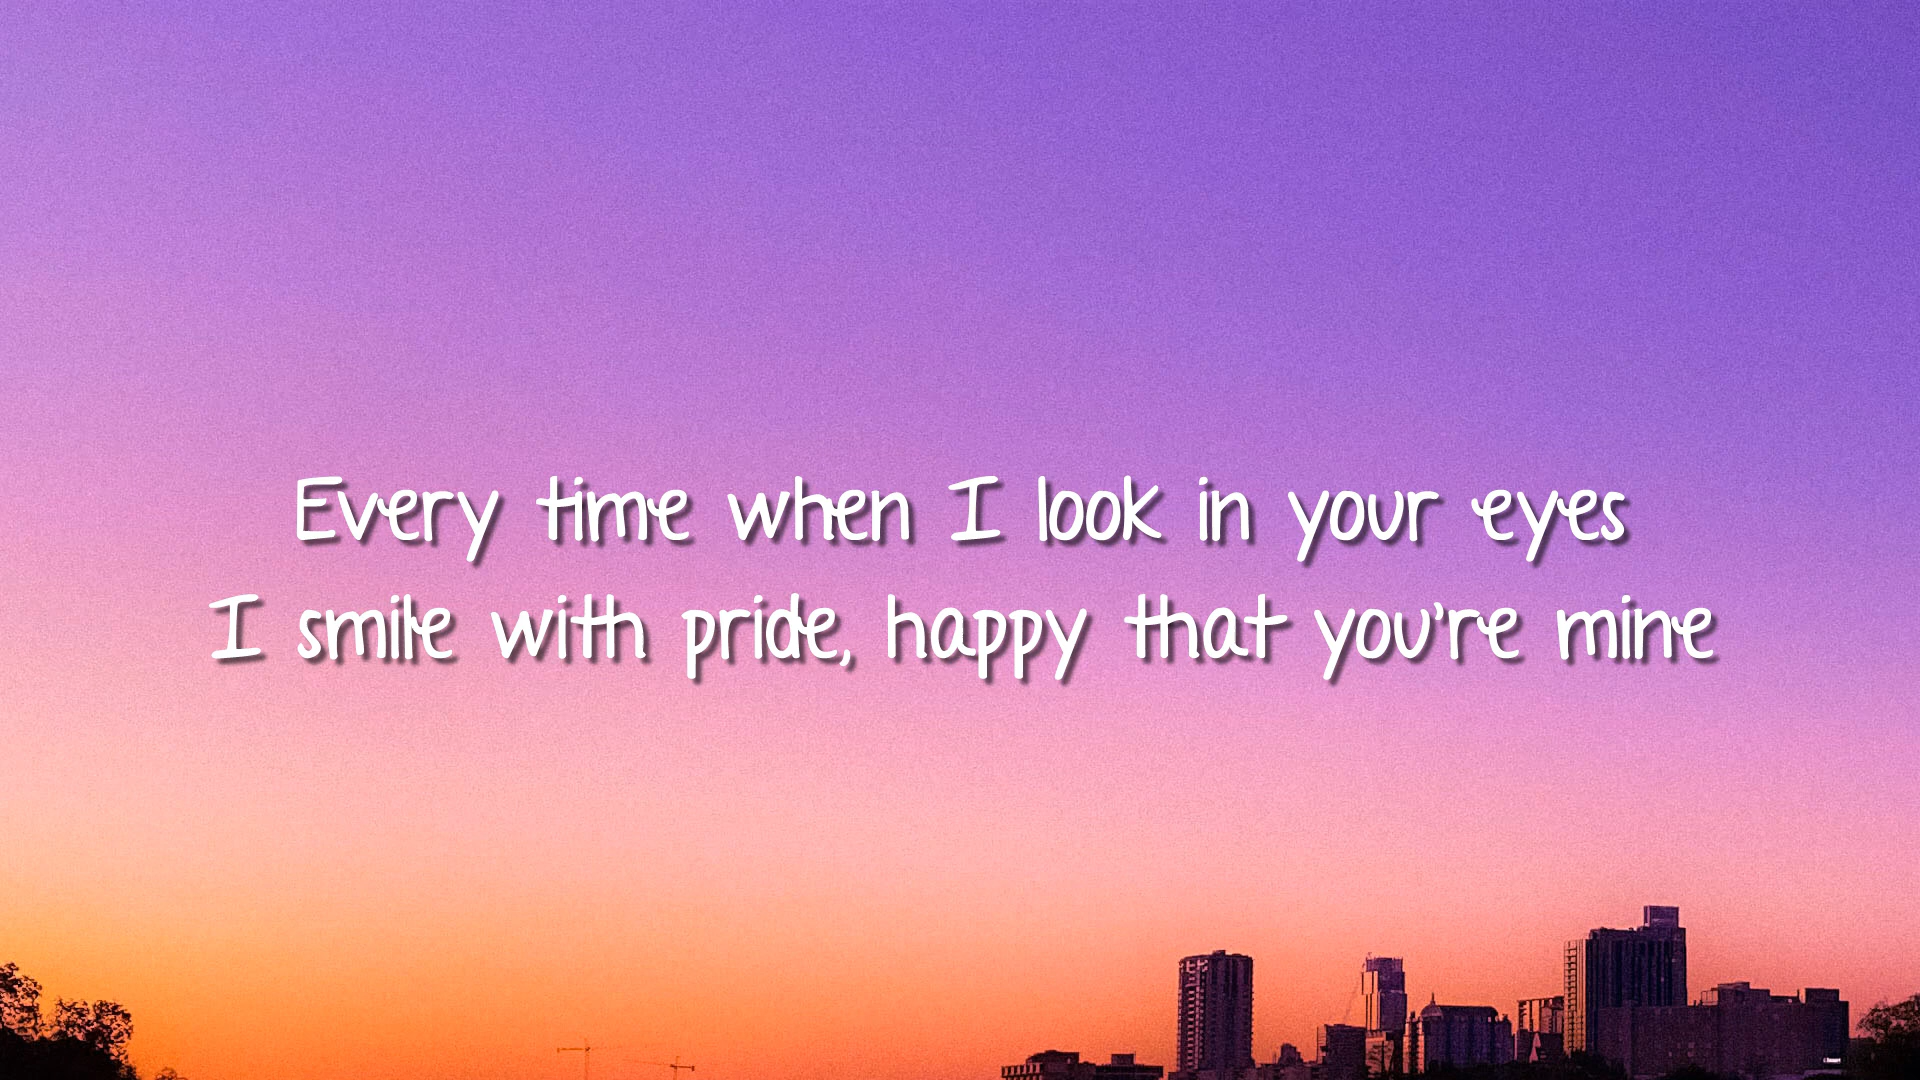 Every time when I look in your eyes
I smile with pride, happy that you're mine